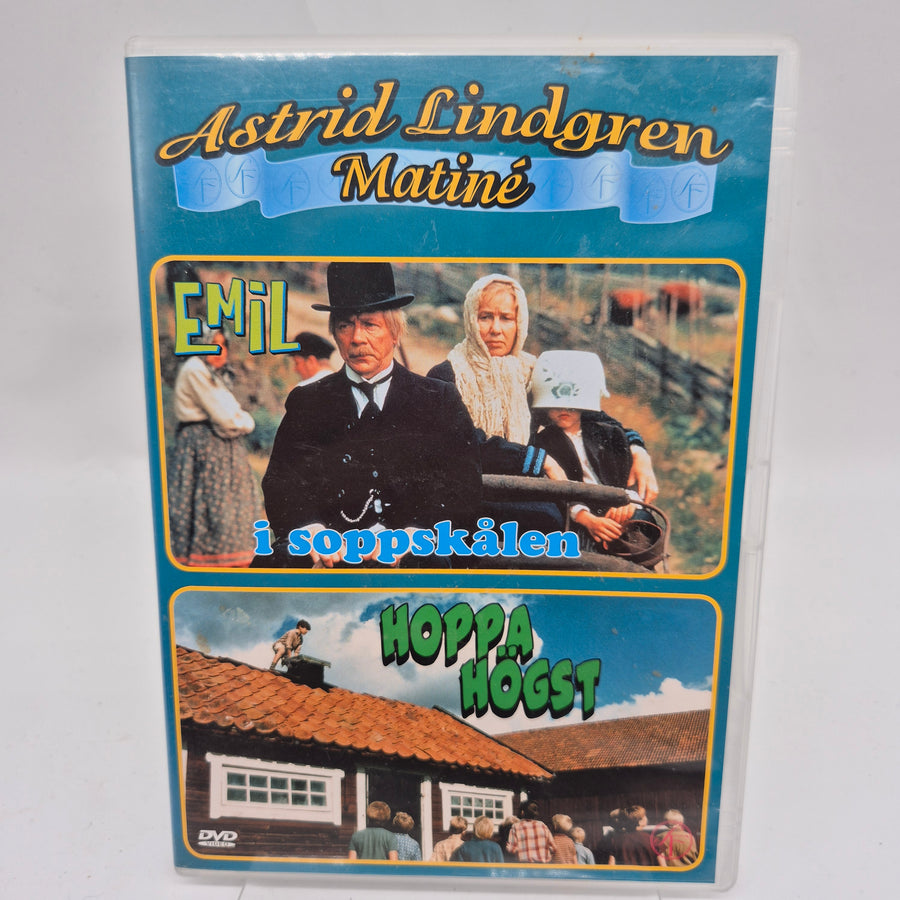 Astrid Lindgren
Matiné
EMiL
i soppskålen
HOPPA
HÖGST
DVD
VIDEO